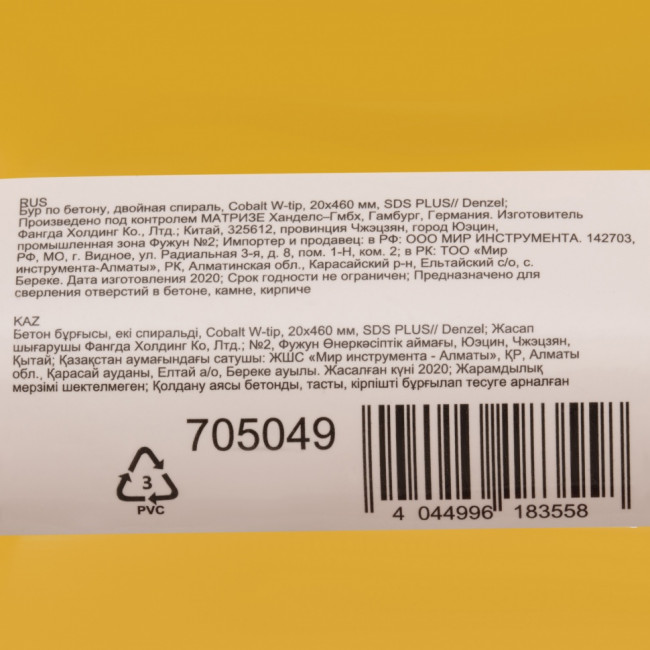 RUS
Бур по бетону, двойная спираль, Cobalt W-tip, 20x460 мм, SDS PLUS// Denzel;
Произведено под контролем МАТРИЗЕ Ханделс–Гмбх, Гамбург, Германия. Изготовитель
Фангда Холдинг Ко., Лтд.; Китай, 325612, провинция Чжэцзян, город Юэцин,
промышленная зона Фужун №2; Импортер и продавец: в РФ: ООО МИР ИНСТРУМЕНТА. 142703,
РФ, МО, г. Видное, ул. Радиальная 3-я, д. 8, пом. 1-Н, ком. 2; в РК: ТОО «Мир
инструмента-Алматы», РК, Алматинская обл., Карасайский р-н, Ельтайский с/о, с.
Береке. Дата изготовления 2020; Срок годности не ограничен; Предназначено для
сверления отверстий в бетоне, камне, кирпиче
KAZ
Бетон бұрғысы, екі спиральді, Cobalt W-tip, 20x460 мм, SDS PLUS// Denzel; Жасап
шығарушы Фангда Холдинг Ко, Лтд.; №2, Фужун Өнеркәсіптік аймағы, Юэцин, Чжэцзян,
Қытай; Қазақстан аумағындағы сатушы: ЖШС «Мир инструмента - Алматы», ҚР, Алматы
обл., Қарасай ауданы, Елтай а/о, Береке ауылы. Жасалған күні 2020; Жарамдылық
мерзімі шектелмеген; Қолдану аясы бетонды, тасты, кірпішті бұрғылап тесуге арналған
705049
3
PVC
4 044996 183558